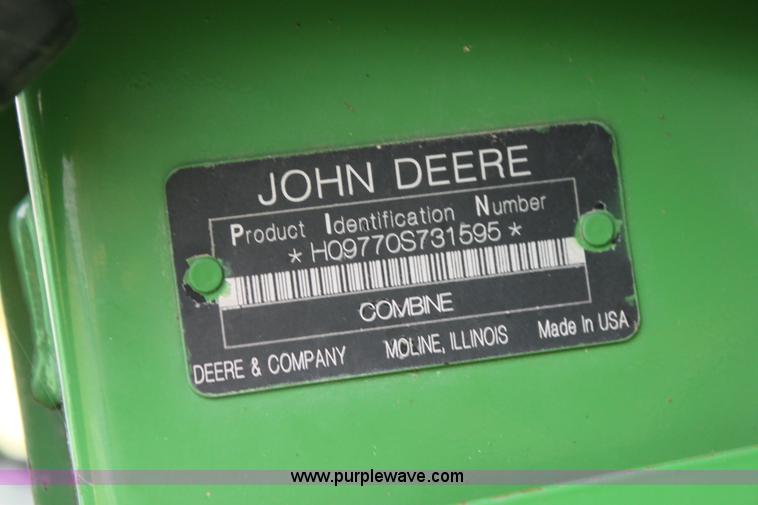 JOHN DEERE
Product Identification Number
* H09770S731595 *
COMBINE
DEERE & COMPANY MOLINE, ILLINOIS Made In USA
www.purplewave.com